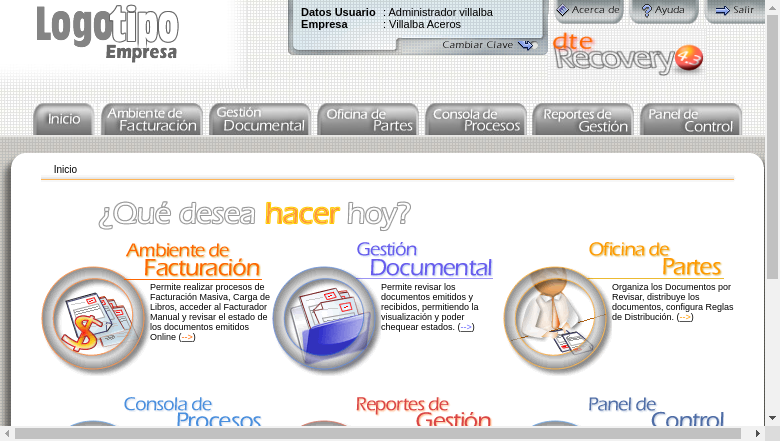 Logotipo
Empresa
Datos Usuario : Administrador villalba
Empresa : Villalba Aceros
Cambiar Clave
Acerca de
Ayuda
Salir
dte
Recovery 4.3
Inicio
Ambiente de
Facturación
Gestión
Documental
Oficina de
Partes
Consola de
Procesos
Reportes de
Gestión
Panel de
Control
Inicio
¿Qué desea hacer hoy?
Ambiente de
Facturación
Permite realizar procesos de
Facturación Masiva, Carga de
Libros, acceder al Facturador
Manual y revisar el estado de
los documentos emitidos
Online (-->)
Gestión
Documental
Permite revisar los
documentos emitidos y
recibidos, permitiendo la
visualización y poder
chequear estados. (-->)
Oficina de
Partes
Organiza los Documentos por
Revisar, distribuye los
documentos, configura Reglas
de Distribución. (-->)
Consola de
Procesos
Reportes de
Gestión
Panel de
Control